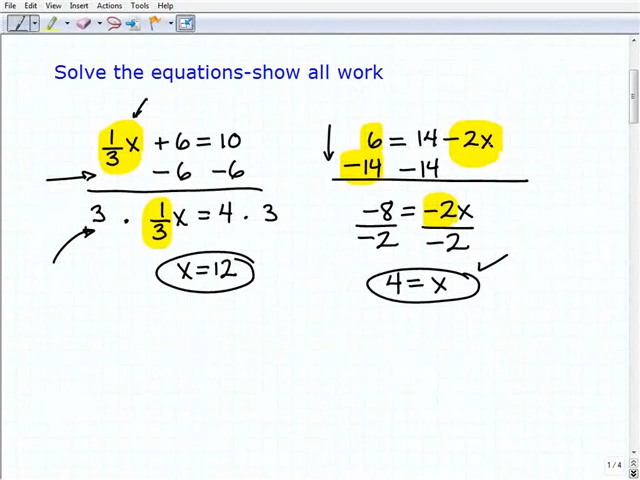 File Edit View Insert Actions Tools Help
Solve the equations-show all work
1/3 x + 6 = 10
- 6 - 6
3 · 1/3 x = 4 · 3
x = 12
6 = 14 - 2x
-14 -14
-8 = -2x
-2 -2
4 = x
1 / 4